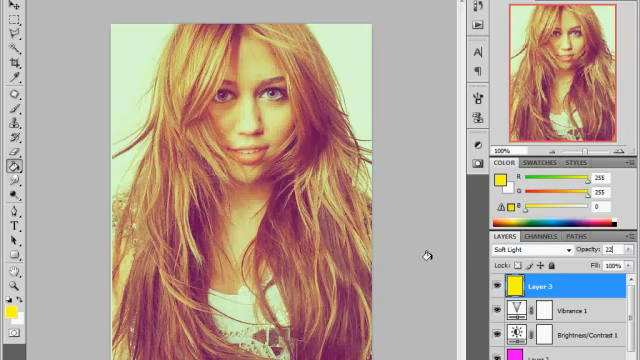 100%
COLOR SWATCHES STYLES
R 255
G 255
B 0
LAYERS CHANNELS PATHS
Soft Light Opacity: 22
Lock: Fill: 100%
Layer 3
Vibrance 1
Brightness/Contrast 1